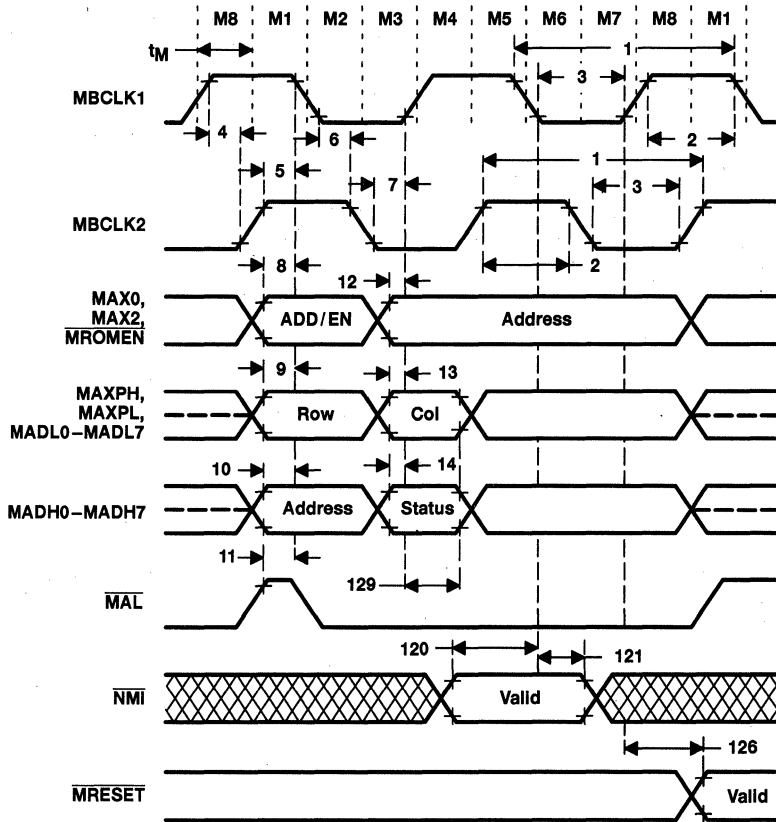 M8 M1 M2 M3 M4 M5 M6 M7 M8 M1
tM
1
MBCLK1
3
4
6
2
5
7
1
3
MBCLK2
8
2
12
MAX0,
MAX2,
MROMEN
ADD/EN
Address
9
13
MAXPH,
MAXPL,
MADL0–MADL7
Row
Col
10
14
MADH0–MADH7
Address
Status
11
129
MAL
120
121
NMI
Valid
126
MRESET
Valid